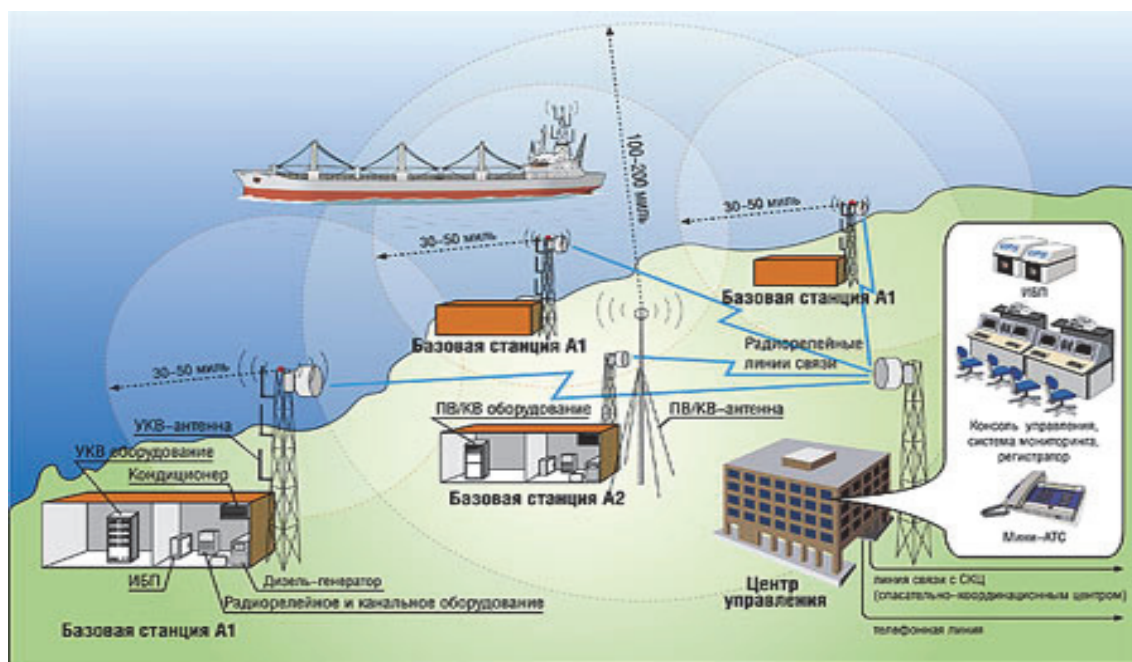 100–200 миль
30–50 миль
30–50 миль
ИБП
Базовая станция А1
Базовая станция А1
Радиорелейные
линии связи
30–50 миль
ПВ/КВ оборудование
ПВ/КВ–антенна
УКВ–антенна
УКВ оборудование
Кондиционер
Консоль управления,
система мониторинга,
регистратор
Базовая станция А2
Мини–АТС
ИБП
Дизель–генератор
Радиорелейное и канальное оборудование
Базовая станция А1
Центр
управления
линия связи с СКЦ
(спасательно–координационным центром)
телефонная линия